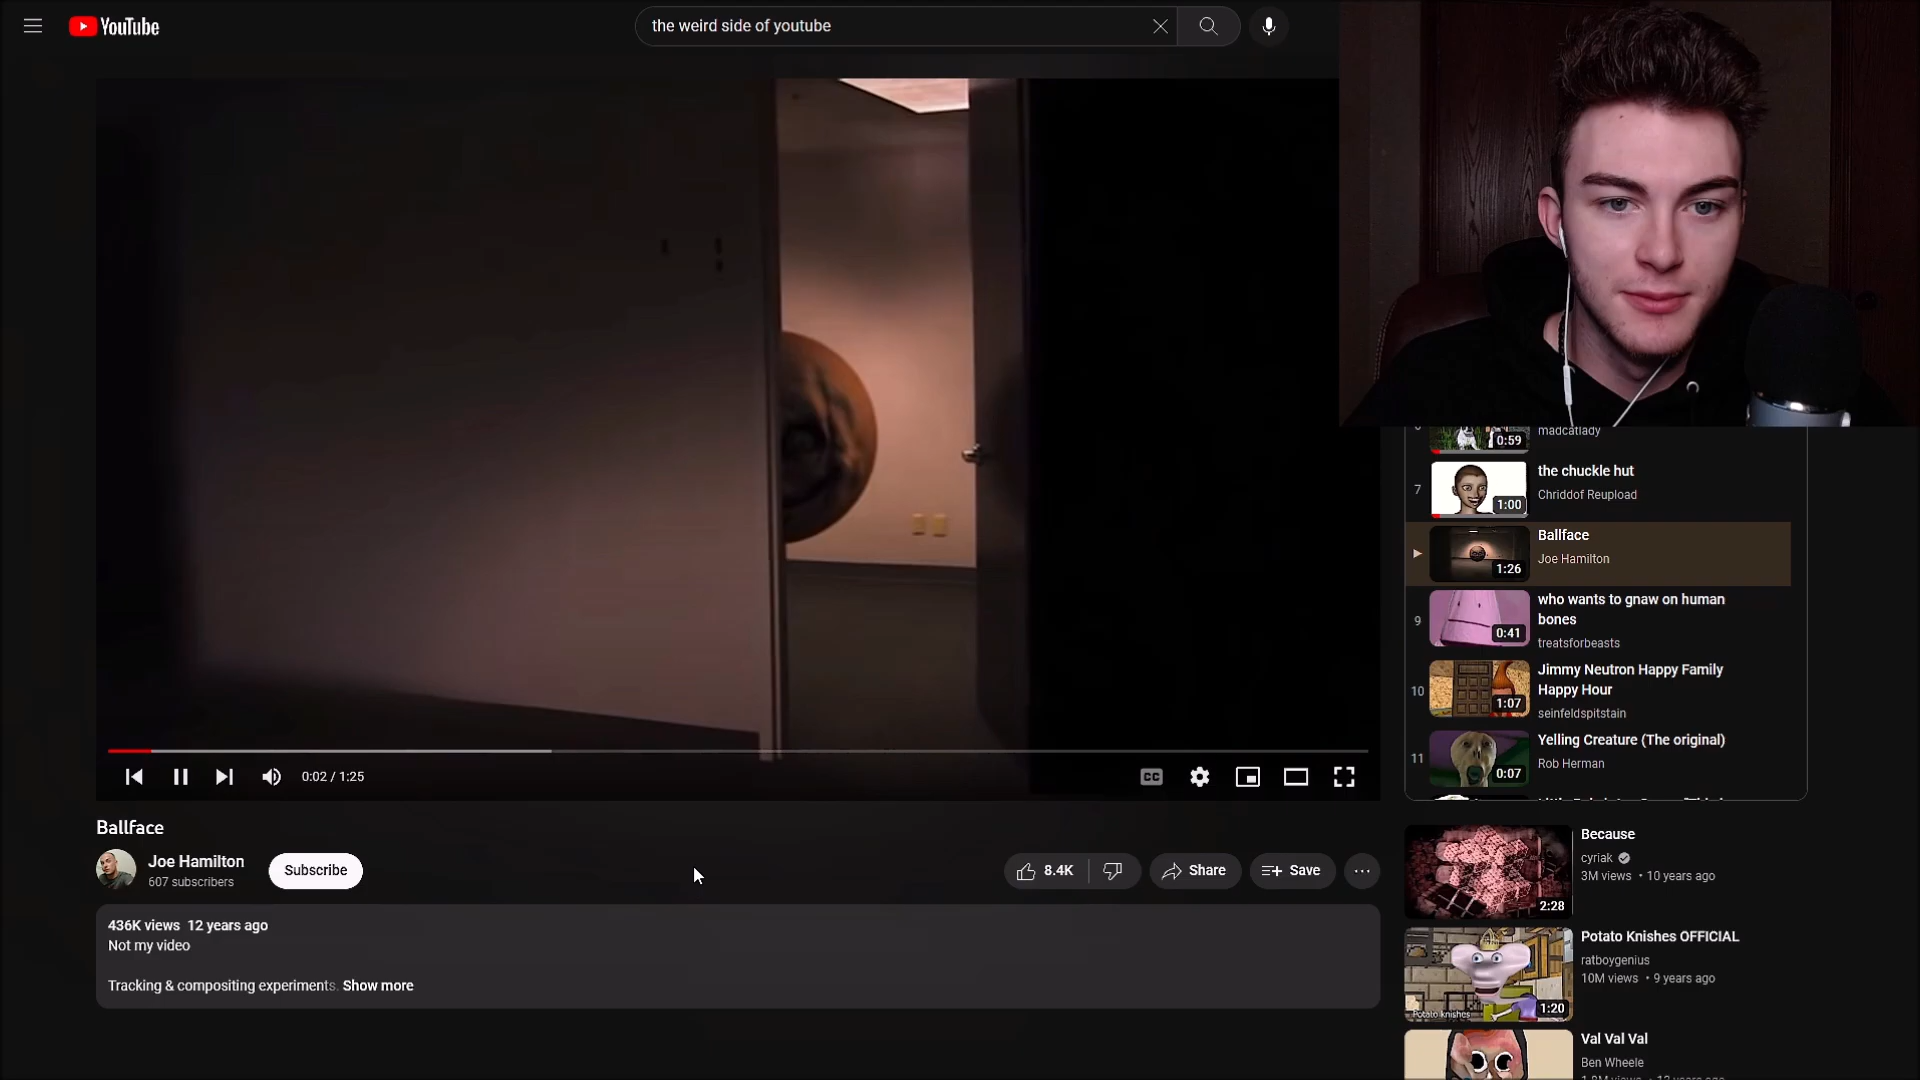 YouTube
the weird side of youtube
0:59
madcatlady
7
the chuckle hut
Chriddof Reupload
1:00
Ballface
Joe Hamilton
1:26
9
who wants to gnaw on human
bones
treatsforbeasts
0:41
10
Jimmy Neutron Happy Family
Happy Hour
seinfeldspitstain
1:07
11
Yelling Creature (The original)
Rob Herman
0:07
0:02 / 1:25
CC
Ballface
Joe Hamilton
607 subscribers
Subscribe
8.4K
Share
Save
436K views 12 years ago
Not my video
Tracking & compositing experiments. Show more
Because
cyriak
3M views • 10 years ago
2:28
Potato Knishes OFFICIAL
ratboygenius
10M views • 9 years ago
Potato knishes
1:20
Val Val Val
Ben Wheele